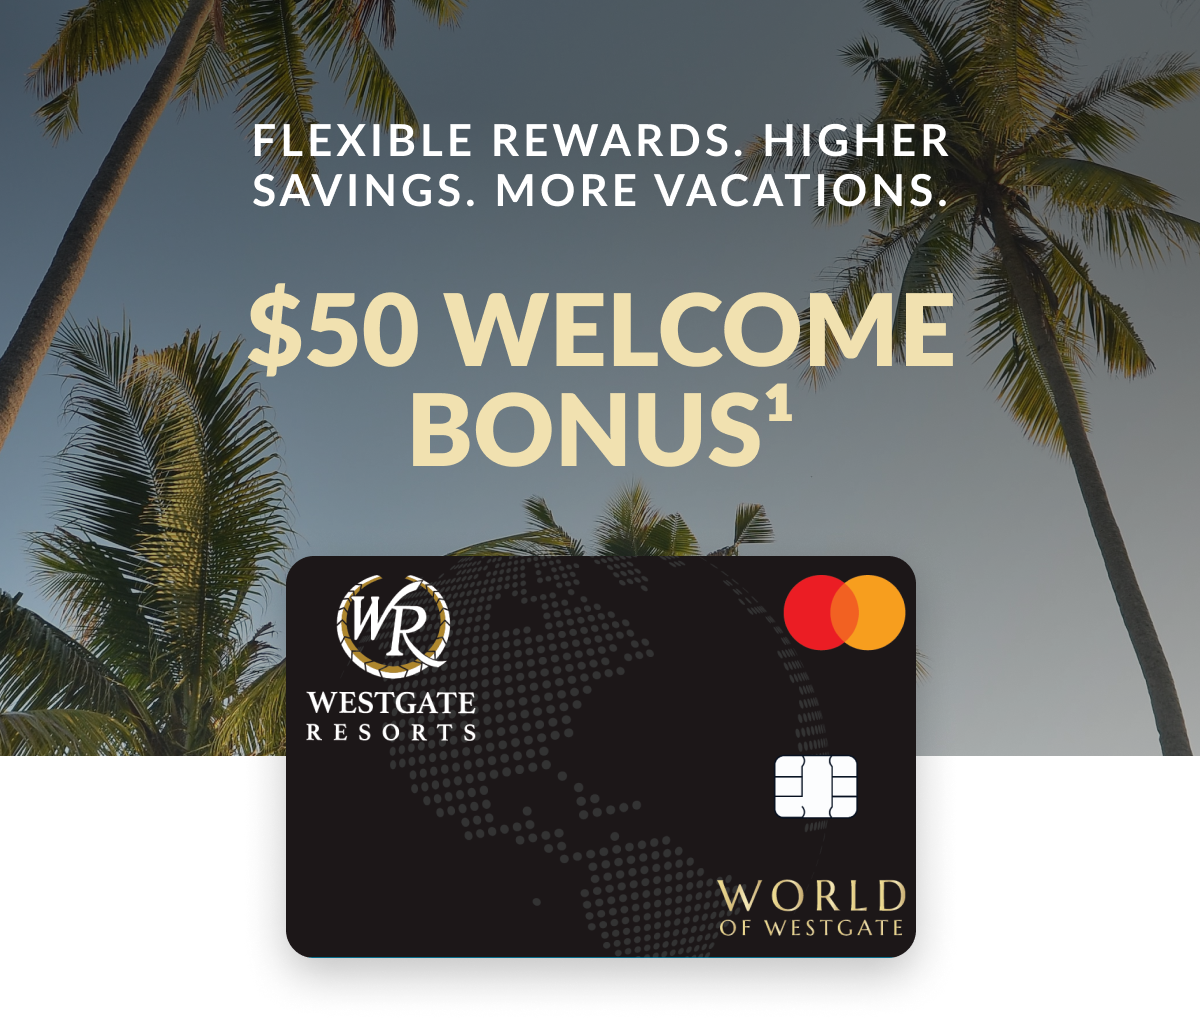 FLEXIBLE REWARDS. HIGHER
SAVINGS. MORE VACATIONS.
$50 WELCOME
BONUS¹
WR
WESTGATE
RESORTS
WORLD
OF WESTGATE